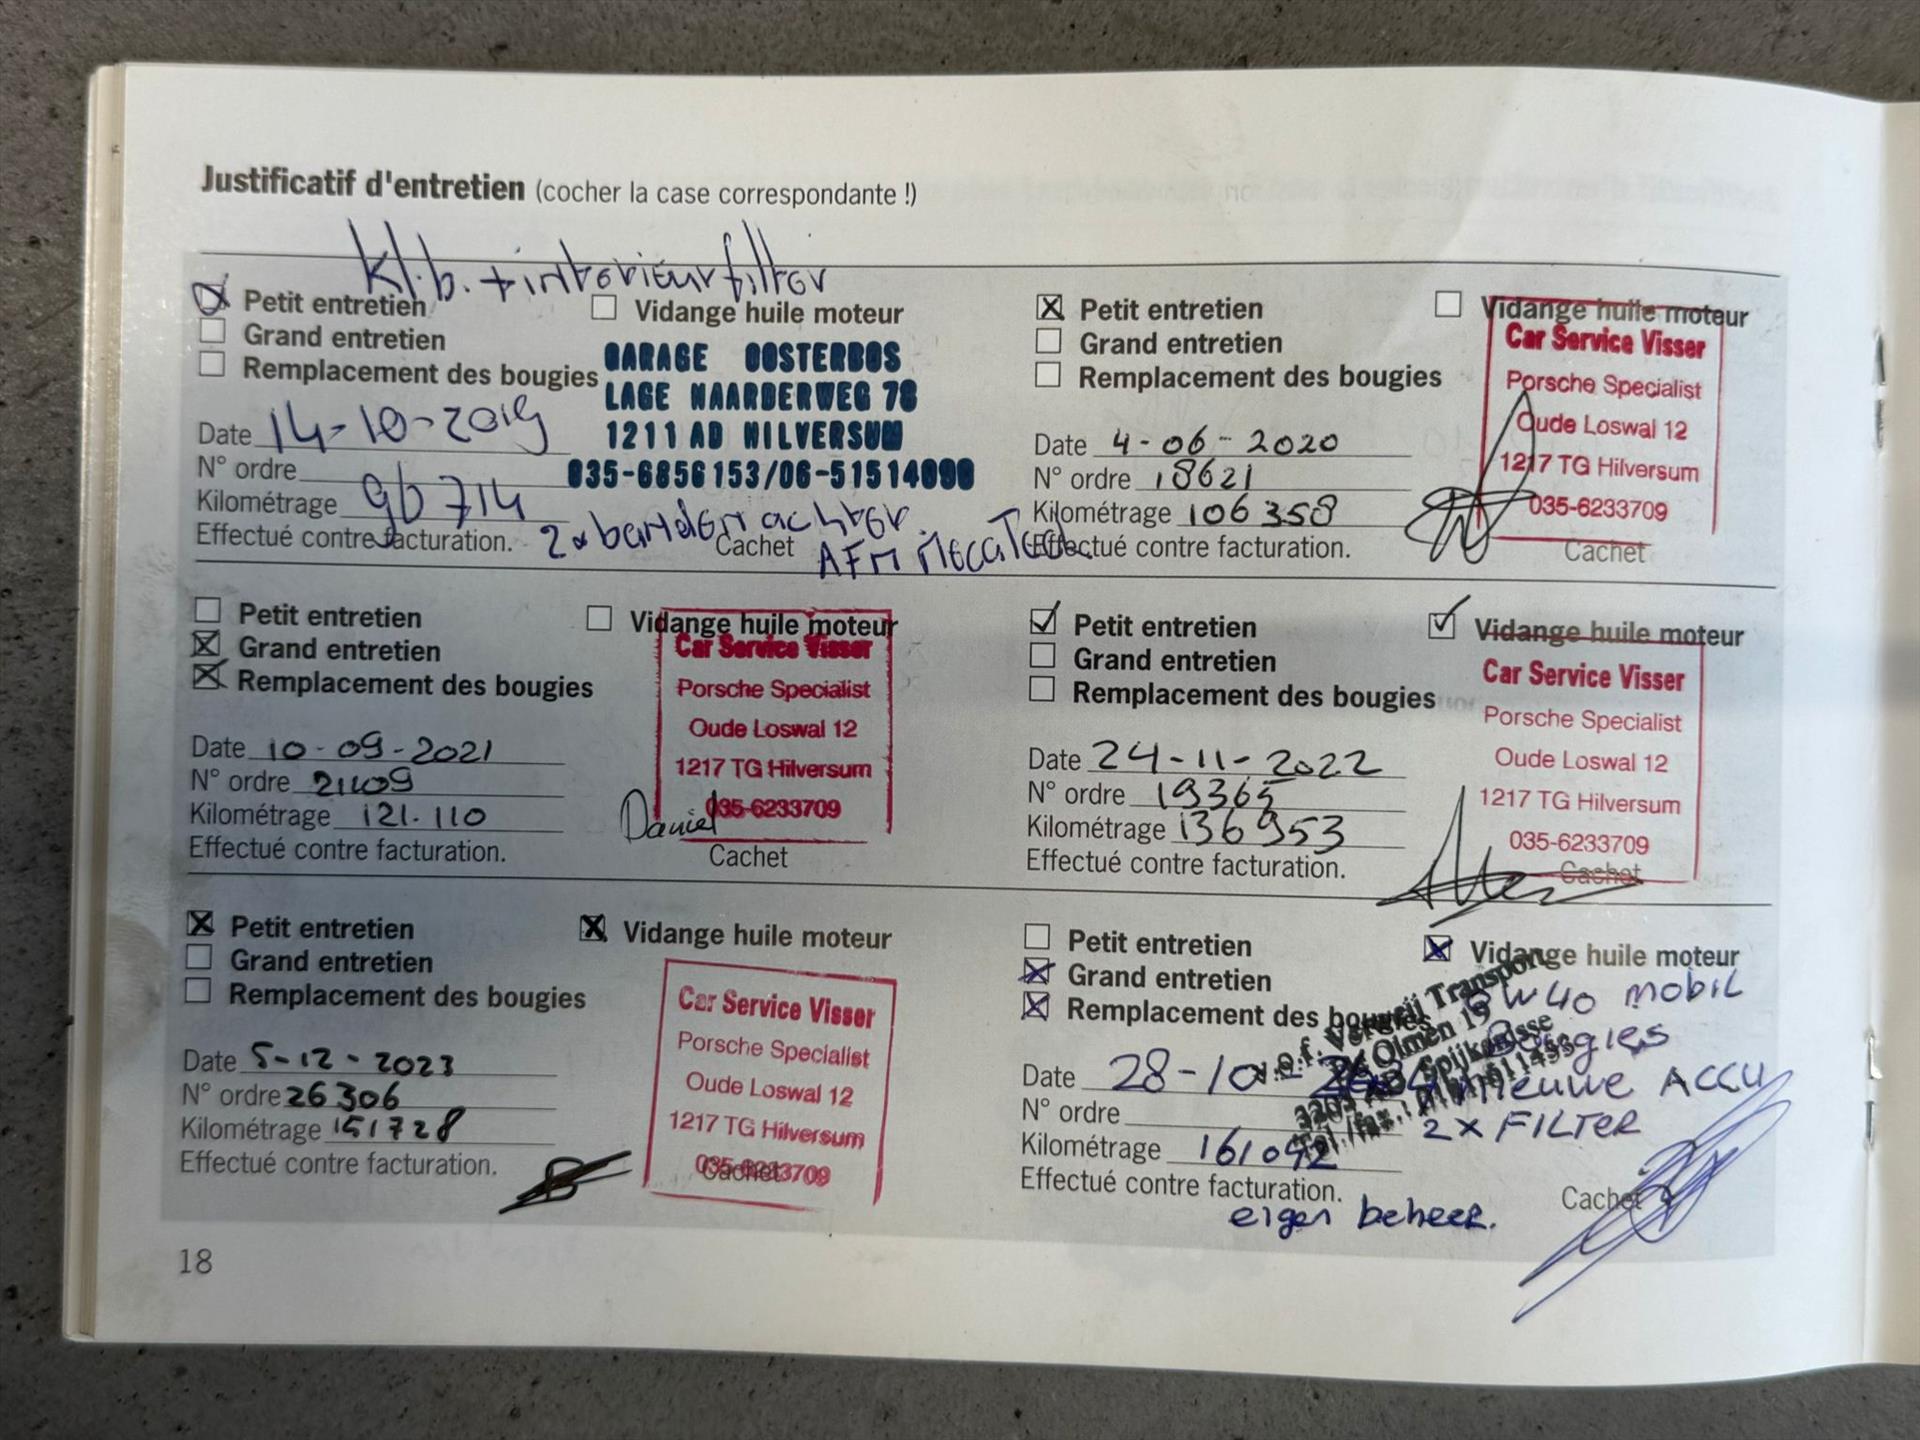 Justificatif d'entretien (cocher la case correspondante !)
kl.b. + interieurfilter
Petit entretien
Vidange huile moteur
Grand entretien
Remplacement des bougies
GARAGE OOSTERBOS
LAGE NAARDERWEG 78
1211 AD HILVERSUM
035-6856153/06-51514090
Date 14-10-2019
N° ordre
Kilométrage 96714
Effectué contre facturation.
2x banden achter
Cachet
AFM
Petit entretien
Vidange huile moteur
Grand entretien
Remplacement des bougies
Car Service Visser
Porsche Specialist
Oude Loswal 12
1217 TG Hilversum
035-6233709
Date 4-06-2020
N° ordre 18621
Kilométrage 106358
Effectué contre facturation.
Cachet
Petit entretien
Vidange huile moteur
Grand entretien
Remplacement des bougies
Car Service Visser
Porsche Specialist
Oude Loswal 12
1217 TG Hilversum
035-6233709
Date 10-09-2021
N° ordre 21109
Kilométrage 121.110
Effectué contre facturation.
Daniel
Cachet
Petit entretien
Vidange huile moteur
Grand entretien
Remplacement des bougies
Car Service Visser
Porsche Specialist
Oude Loswal 12
1217 TG Hilversum
035-6233709
Date 24-11-2022
N° ordre 19365
Kilométrage 136953
Effectué contre facturation.
Cachet
Petit entretien
Vidange huile moteur
Grand entretien
Remplacement des bougies
Car Service Visser
Porsche Specialist
Oude Loswal 12
1217 TG Hilversum
035-6233709
Date 5-12-2023
N° ordre 26306
Kilométrage 151728
Effectué contre facturation.
Cachet
Petit entretien
Vidange huile moteur
Grand entretien
Remplacement des bougies
v.o.f. Verweij Transport
Olmen 19
Spijkenisse
W40 mobil
Bougies
Nieuwe ACCU
2x FILTER
Date 28-10-
N° ordre
Kilométrage 161092
Effectué contre facturation.
Cachet
eigen beheer.
18